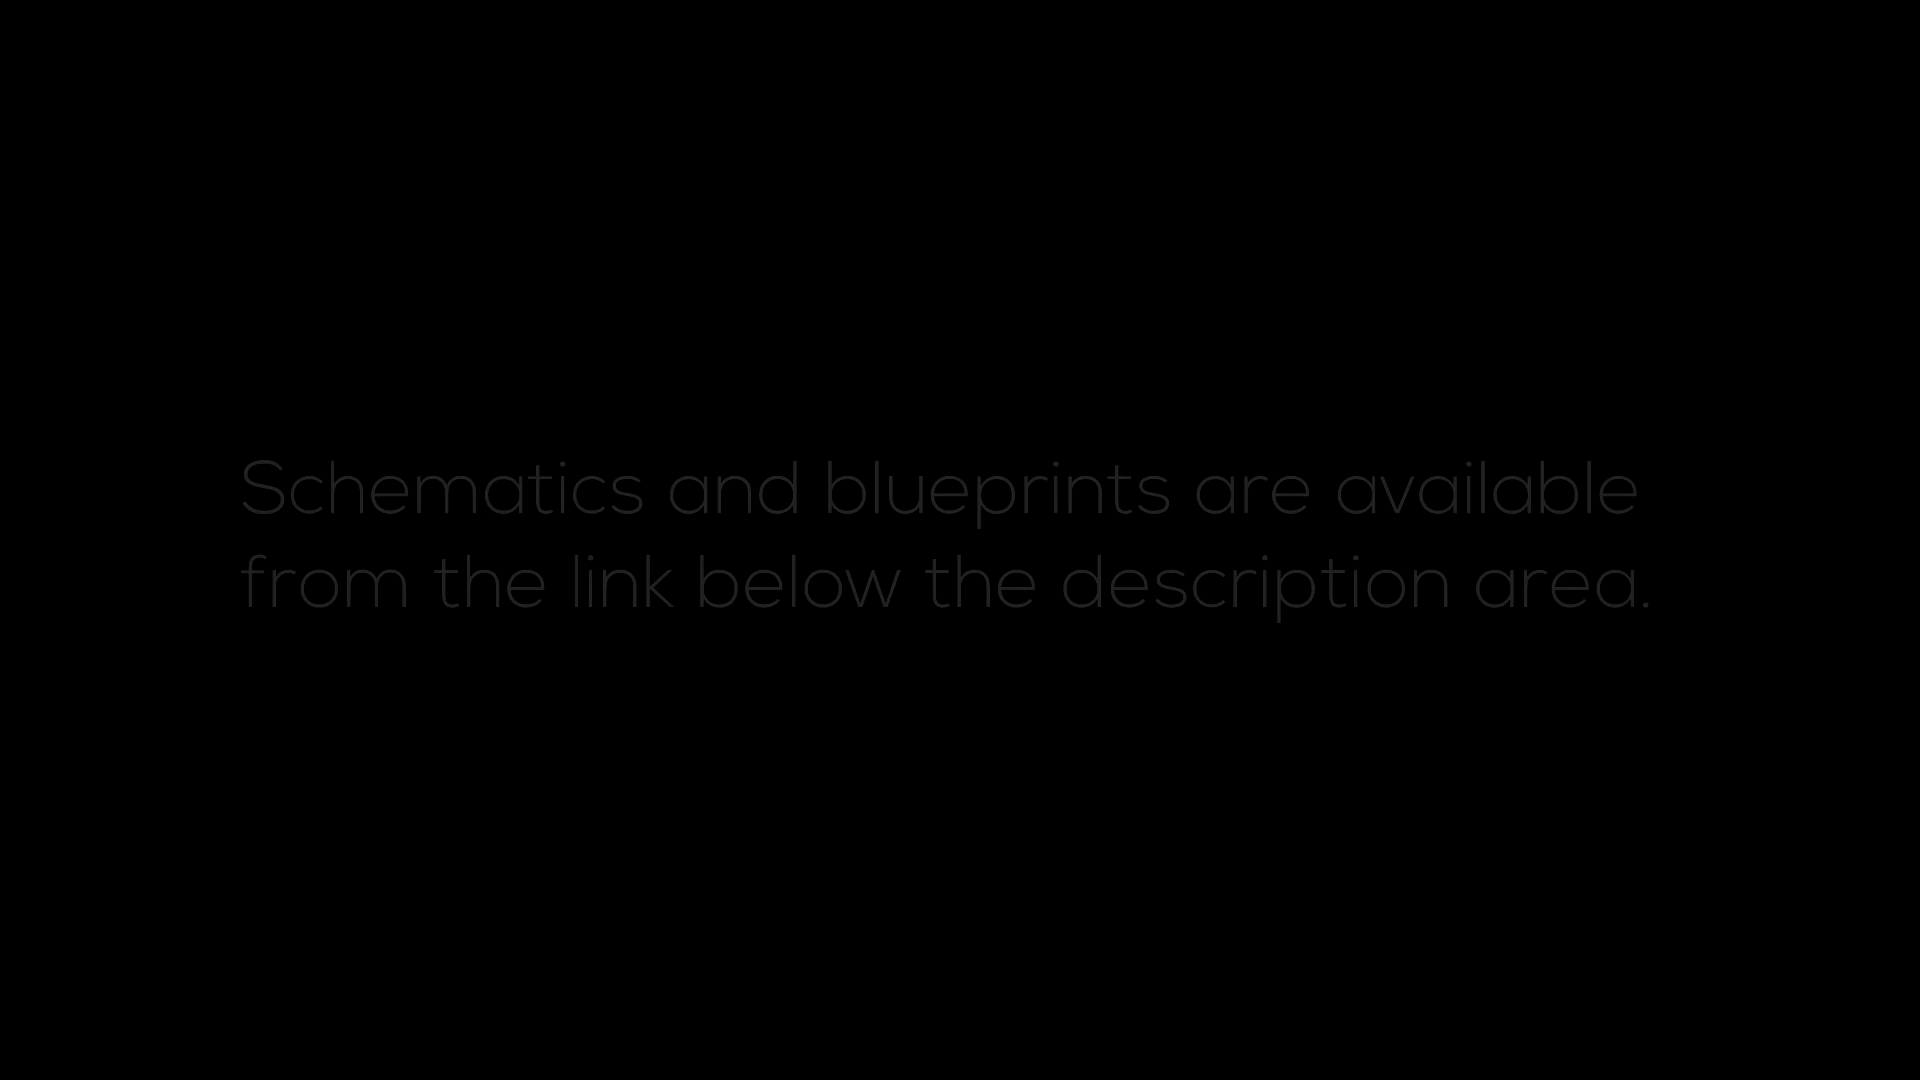 Schematics and blueprints are available
from the link below the description area.